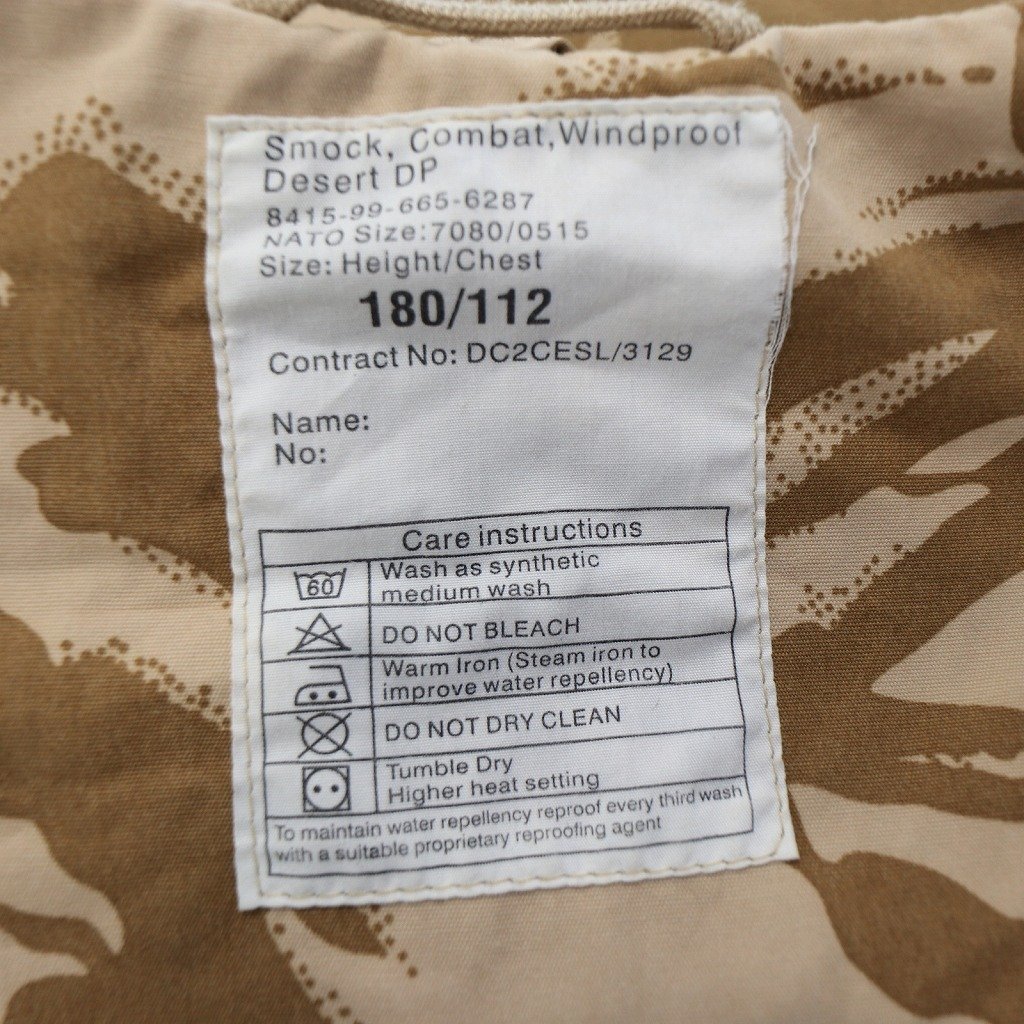 Smock, Combat,Windproof
Desert DP
8415-99-665-6287
NATO Size:7080/0515
Size: Height/Chest
180/112
Contract No: DC2CESL/3129
Name:
No:
Care instructions
60
Wash as synthetic
medium wash
DO NOT BLEACH
Warm Iron (Steam iron to
improve water repellency)
DO NOT DRY CLEAN
Tumble Dry
Higher heat setting
To maintain water repellency reproof every third wash
with a suitable proprietary reproofing agent